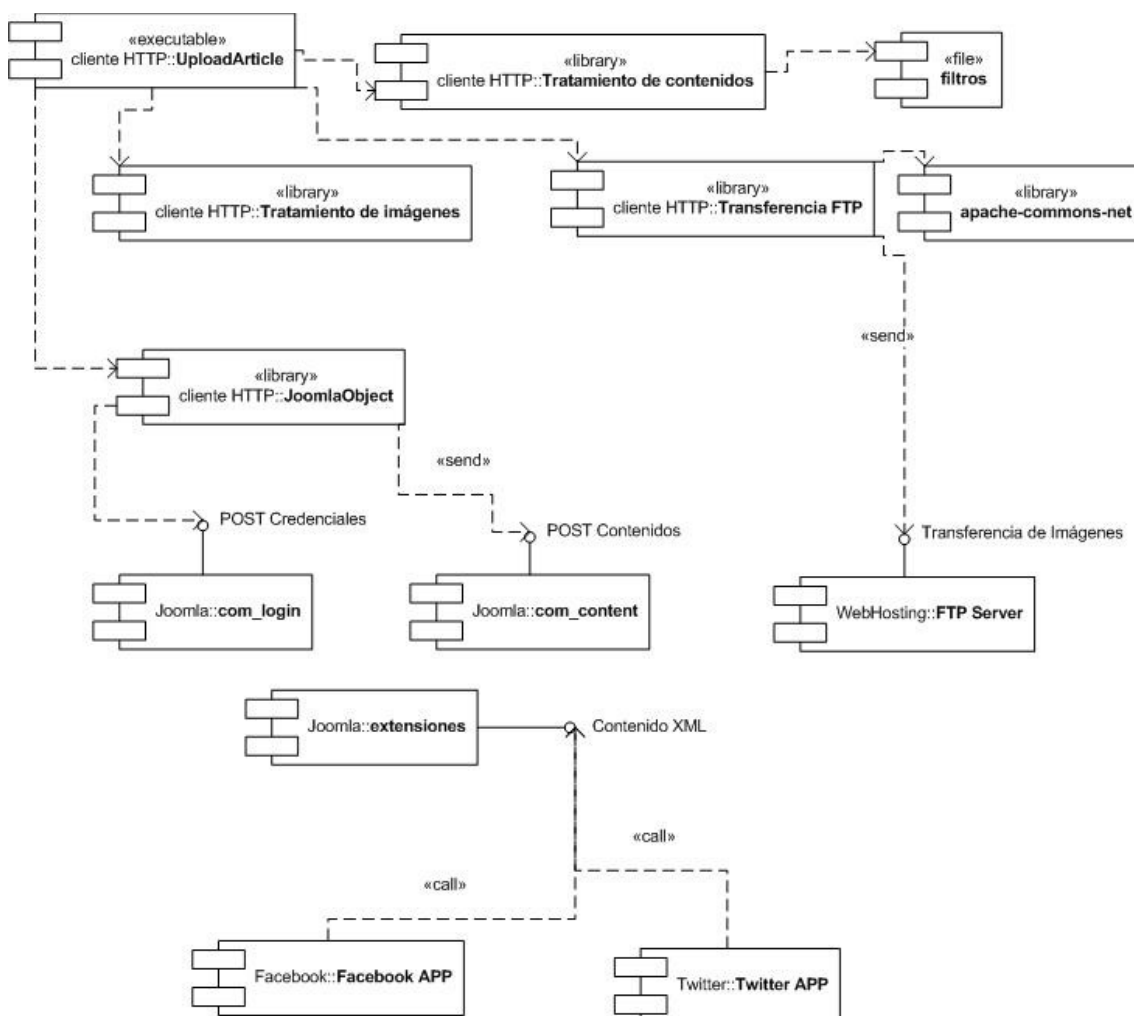 «executable»
cliente HTTP::UploadArticle
«library»
cliente HTTP::Tratamiento de contenidos
«file»
filtros
«library»
cliente HTTP::Tratamiento de imágenes
«library»
cliente HTTP::Transferencia FTP
«library»
apache-commons-net
«send»
«library»
cliente HTTP::JoomlaObject
«send»
POST Credenciales
POST Contenidos
Transferencia de Imágenes
Joomla::com_login
Joomla::com_content
WebHosting::FTP Server
Joomla::extensiones
Contenido XML
«call»
«call»
Facebook::Facebook APP
Twitter::Twitter APP